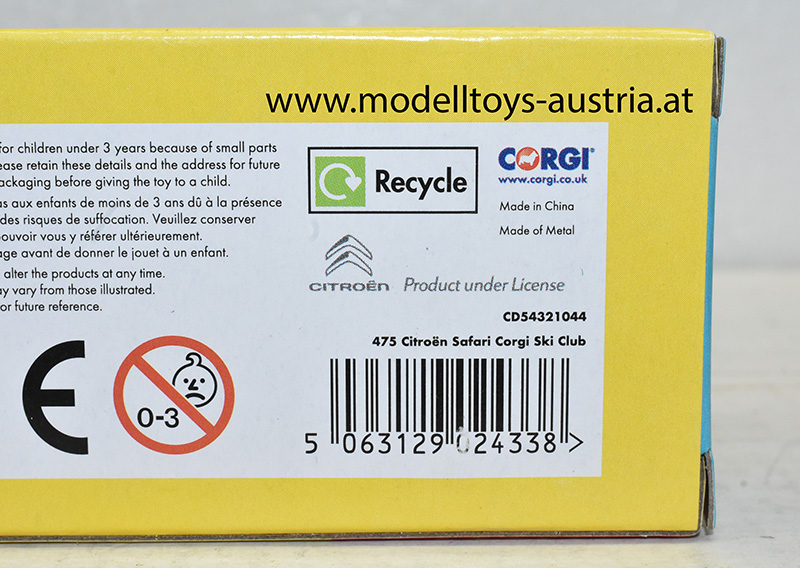 www.modelltoys-austria.at
for children under 3 years because of small parts
ease retain these details and the address for future
packaging before giving the toy to a child.
as aux enfants de moins de 3 ans dû à la présence
des risques de suffocation. Veuillez conserver
pouvoir vous y référer ultérieurement.
age avant de donner le jouet à un enfant.
alter the products at any time.
ay vary from those illustrated.
or future reference.
Recycle
CORGI®
www.corgi.co.uk
Made in China
Made of Metal
CITROËN Product under License
CD54321044
475 Citroën Safari Corgi Ski Club
CE
0-3
5 063129 024338 >